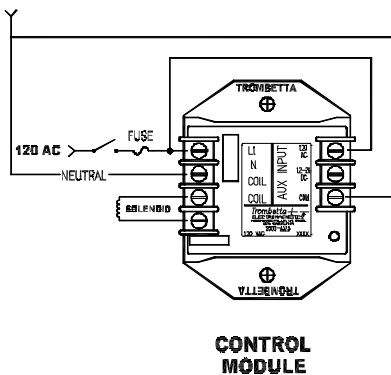 TROMBETTA
120 AC
FUSE
NEUTRAL
SOLENOID
L1
N
COIL
COIL
AUX INPUT
120
AC
12-24
DC
COM
Trombetta
120 VAC
XXXX
TROMBETTA
CONTROL
MODULE